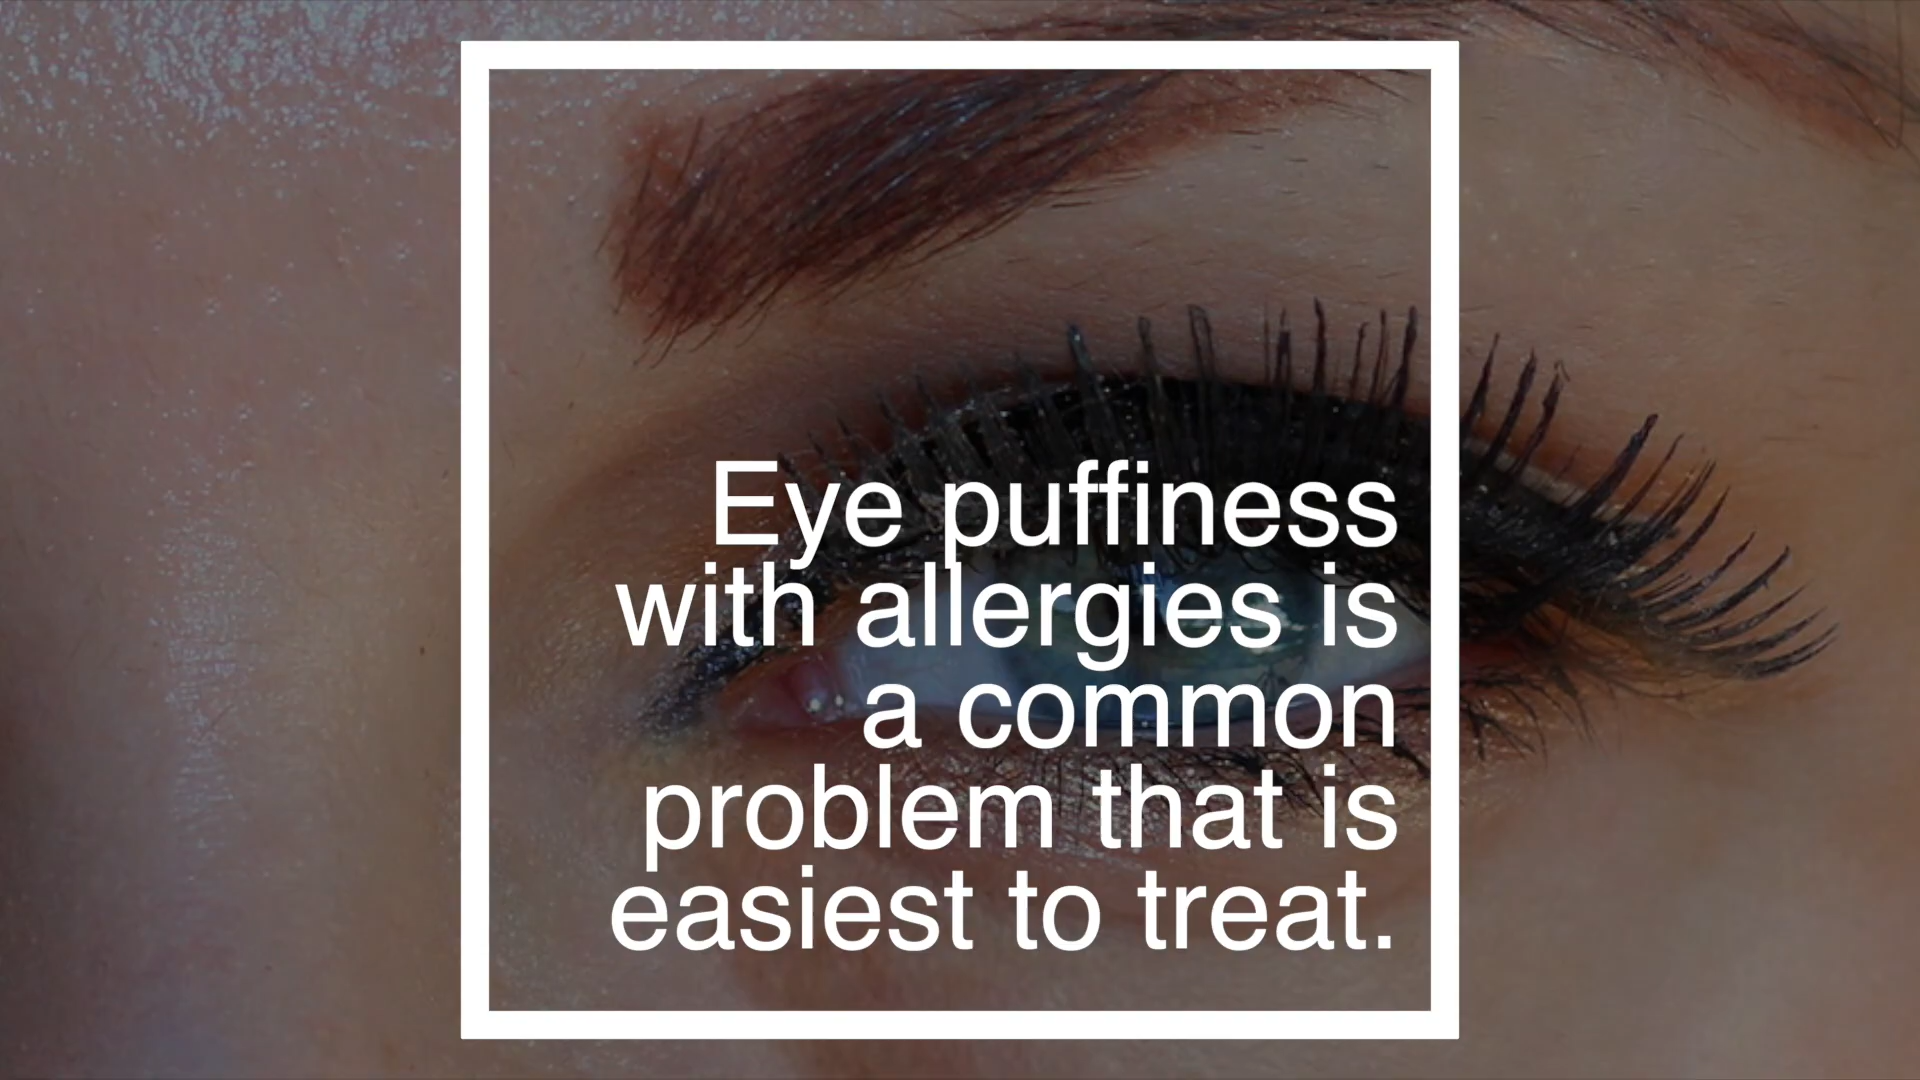 Eye puffiness
with allergies is
a common
problem that is
easiest to treat.